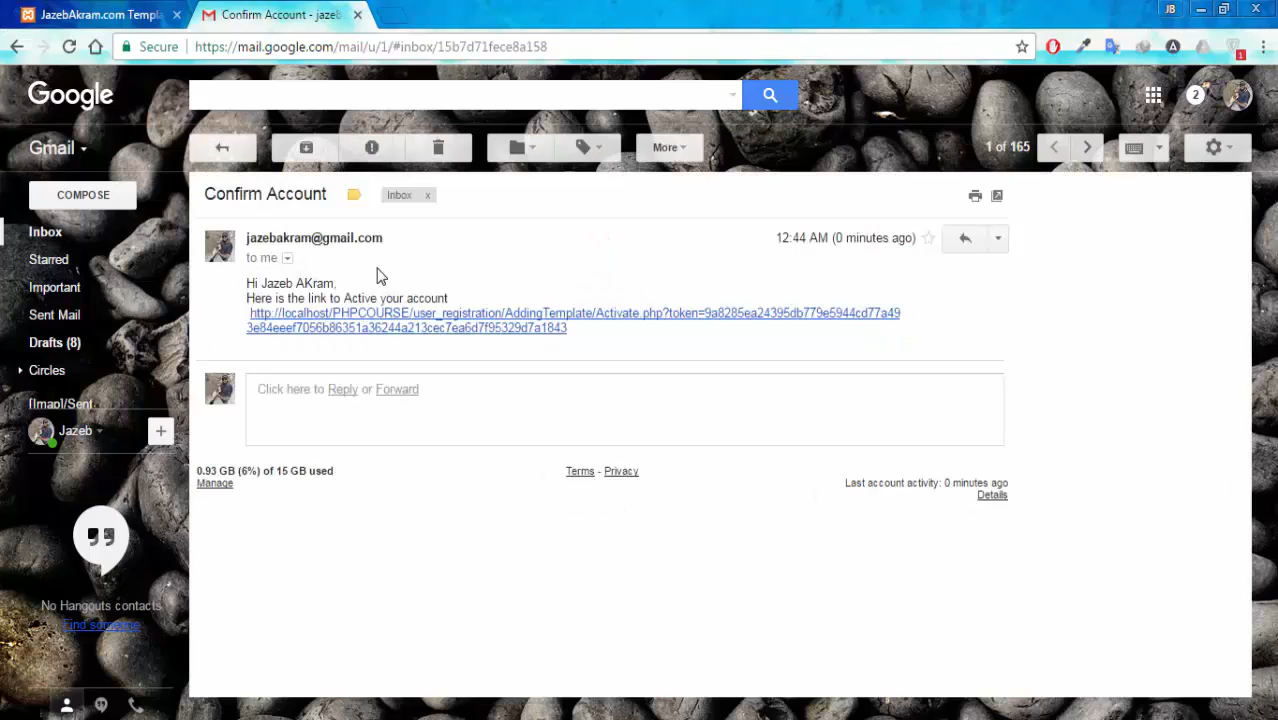 JazebAkram.com Templa
Confirm Account - jazeb
JB
Secure
https://mail.google.com/mail/u/1/#inbox/15b7d71fece8a158
A
1
Google
2
Gmail
More
1 of 165
COMPOSE
Confirm Account
Inbox x
Inbox
Starred
Important
Sent Mail
Drafts (8)
Circles
[Imap]/Sent
Jazeb
jazebakram@gmail.com
12:44 AM (0 minutes ago)
to me
Hi Jazeb AKram,
Here is the link to Active your account
http://localhost/PHPCOURSE/user_registration/AddingTemplate/Activate.php?token=9a8285ea24395db779e5944cd77a49
3e84eeef7056b86351a36244a213cec7ea6d7f95329d7a1843
Click here to Reply or Forward
0.93 GB (6%) of 15 GB used
Manage
Terms - Privacy
Last account activity: 0 minutes ago
Details
No Hangouts contacts
Find someone